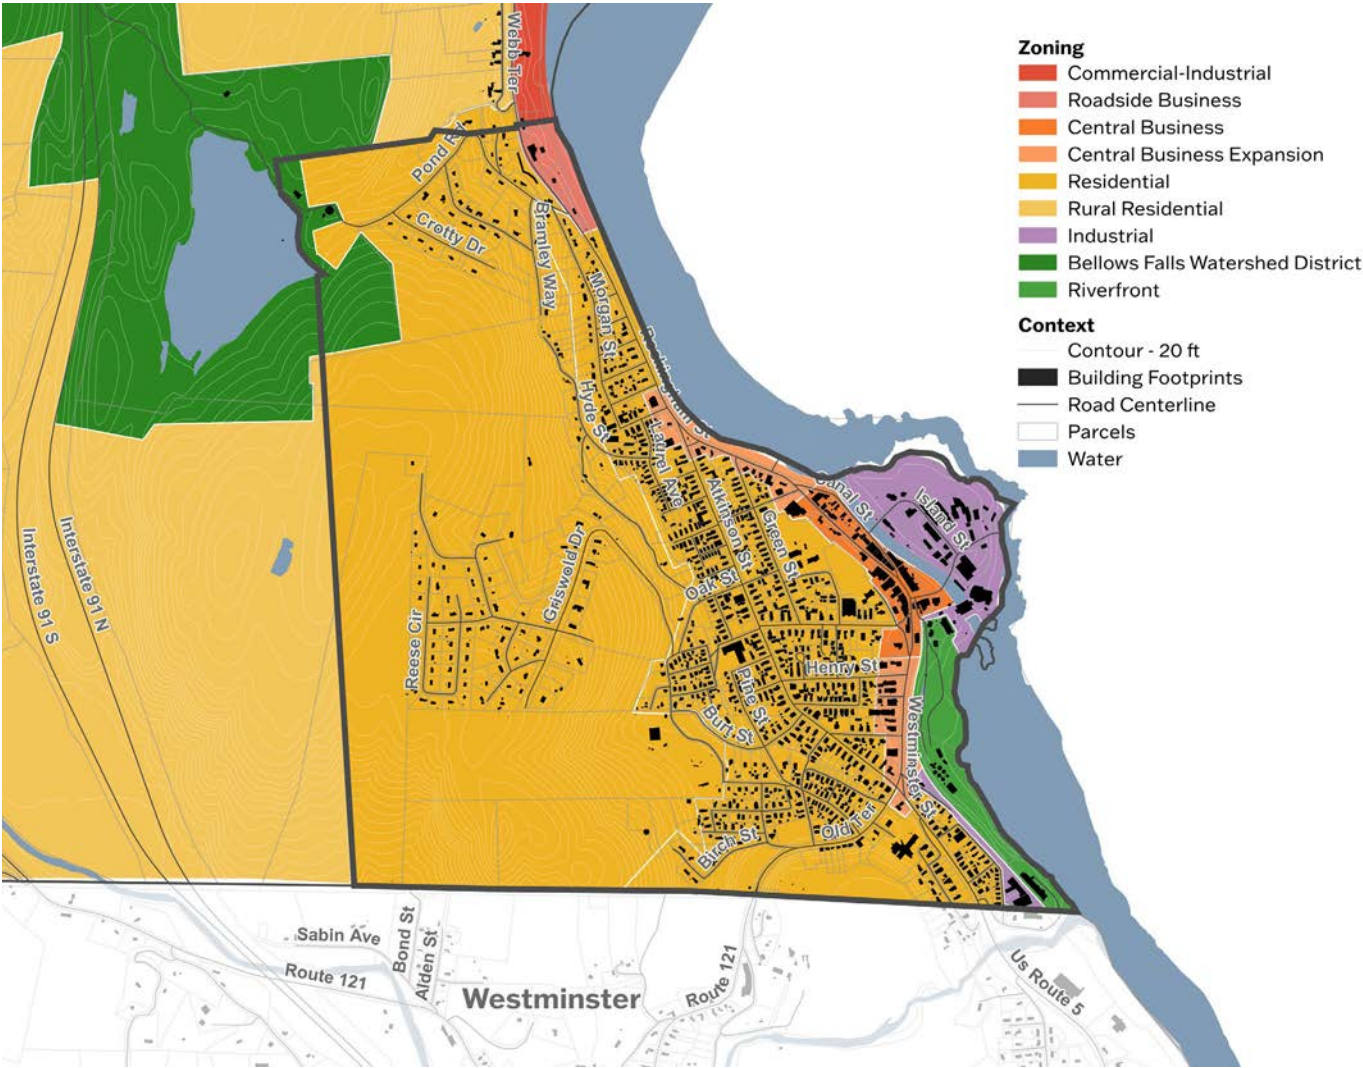 Zoning
Commercial-Industrial
Roadside Business
Central Business
Central Business Expansion
Residential
Rural Residential
Industrial
Bellows Falls Watershed District
Riverfront
Context
Contour - 20 ft
Building Footprints
Road Centerline
Parcels
Water
Webb Ter
Pond Rd
Crotty Dr
Bramley Way
Morgan St
Hyde St
Laurel Ave
Atkinson St
Green St
Canal St
Island St
Interstate 91 S
Interstate 91 N
Griswold Dr
Oak St
Reese Cir
Henry St
Pine St
Burt St
Westminster St
Old Ter
Birch St
Sabin Ave
Bond St
Alden St
Route 121
Westminster
Route 121
Us Route 5